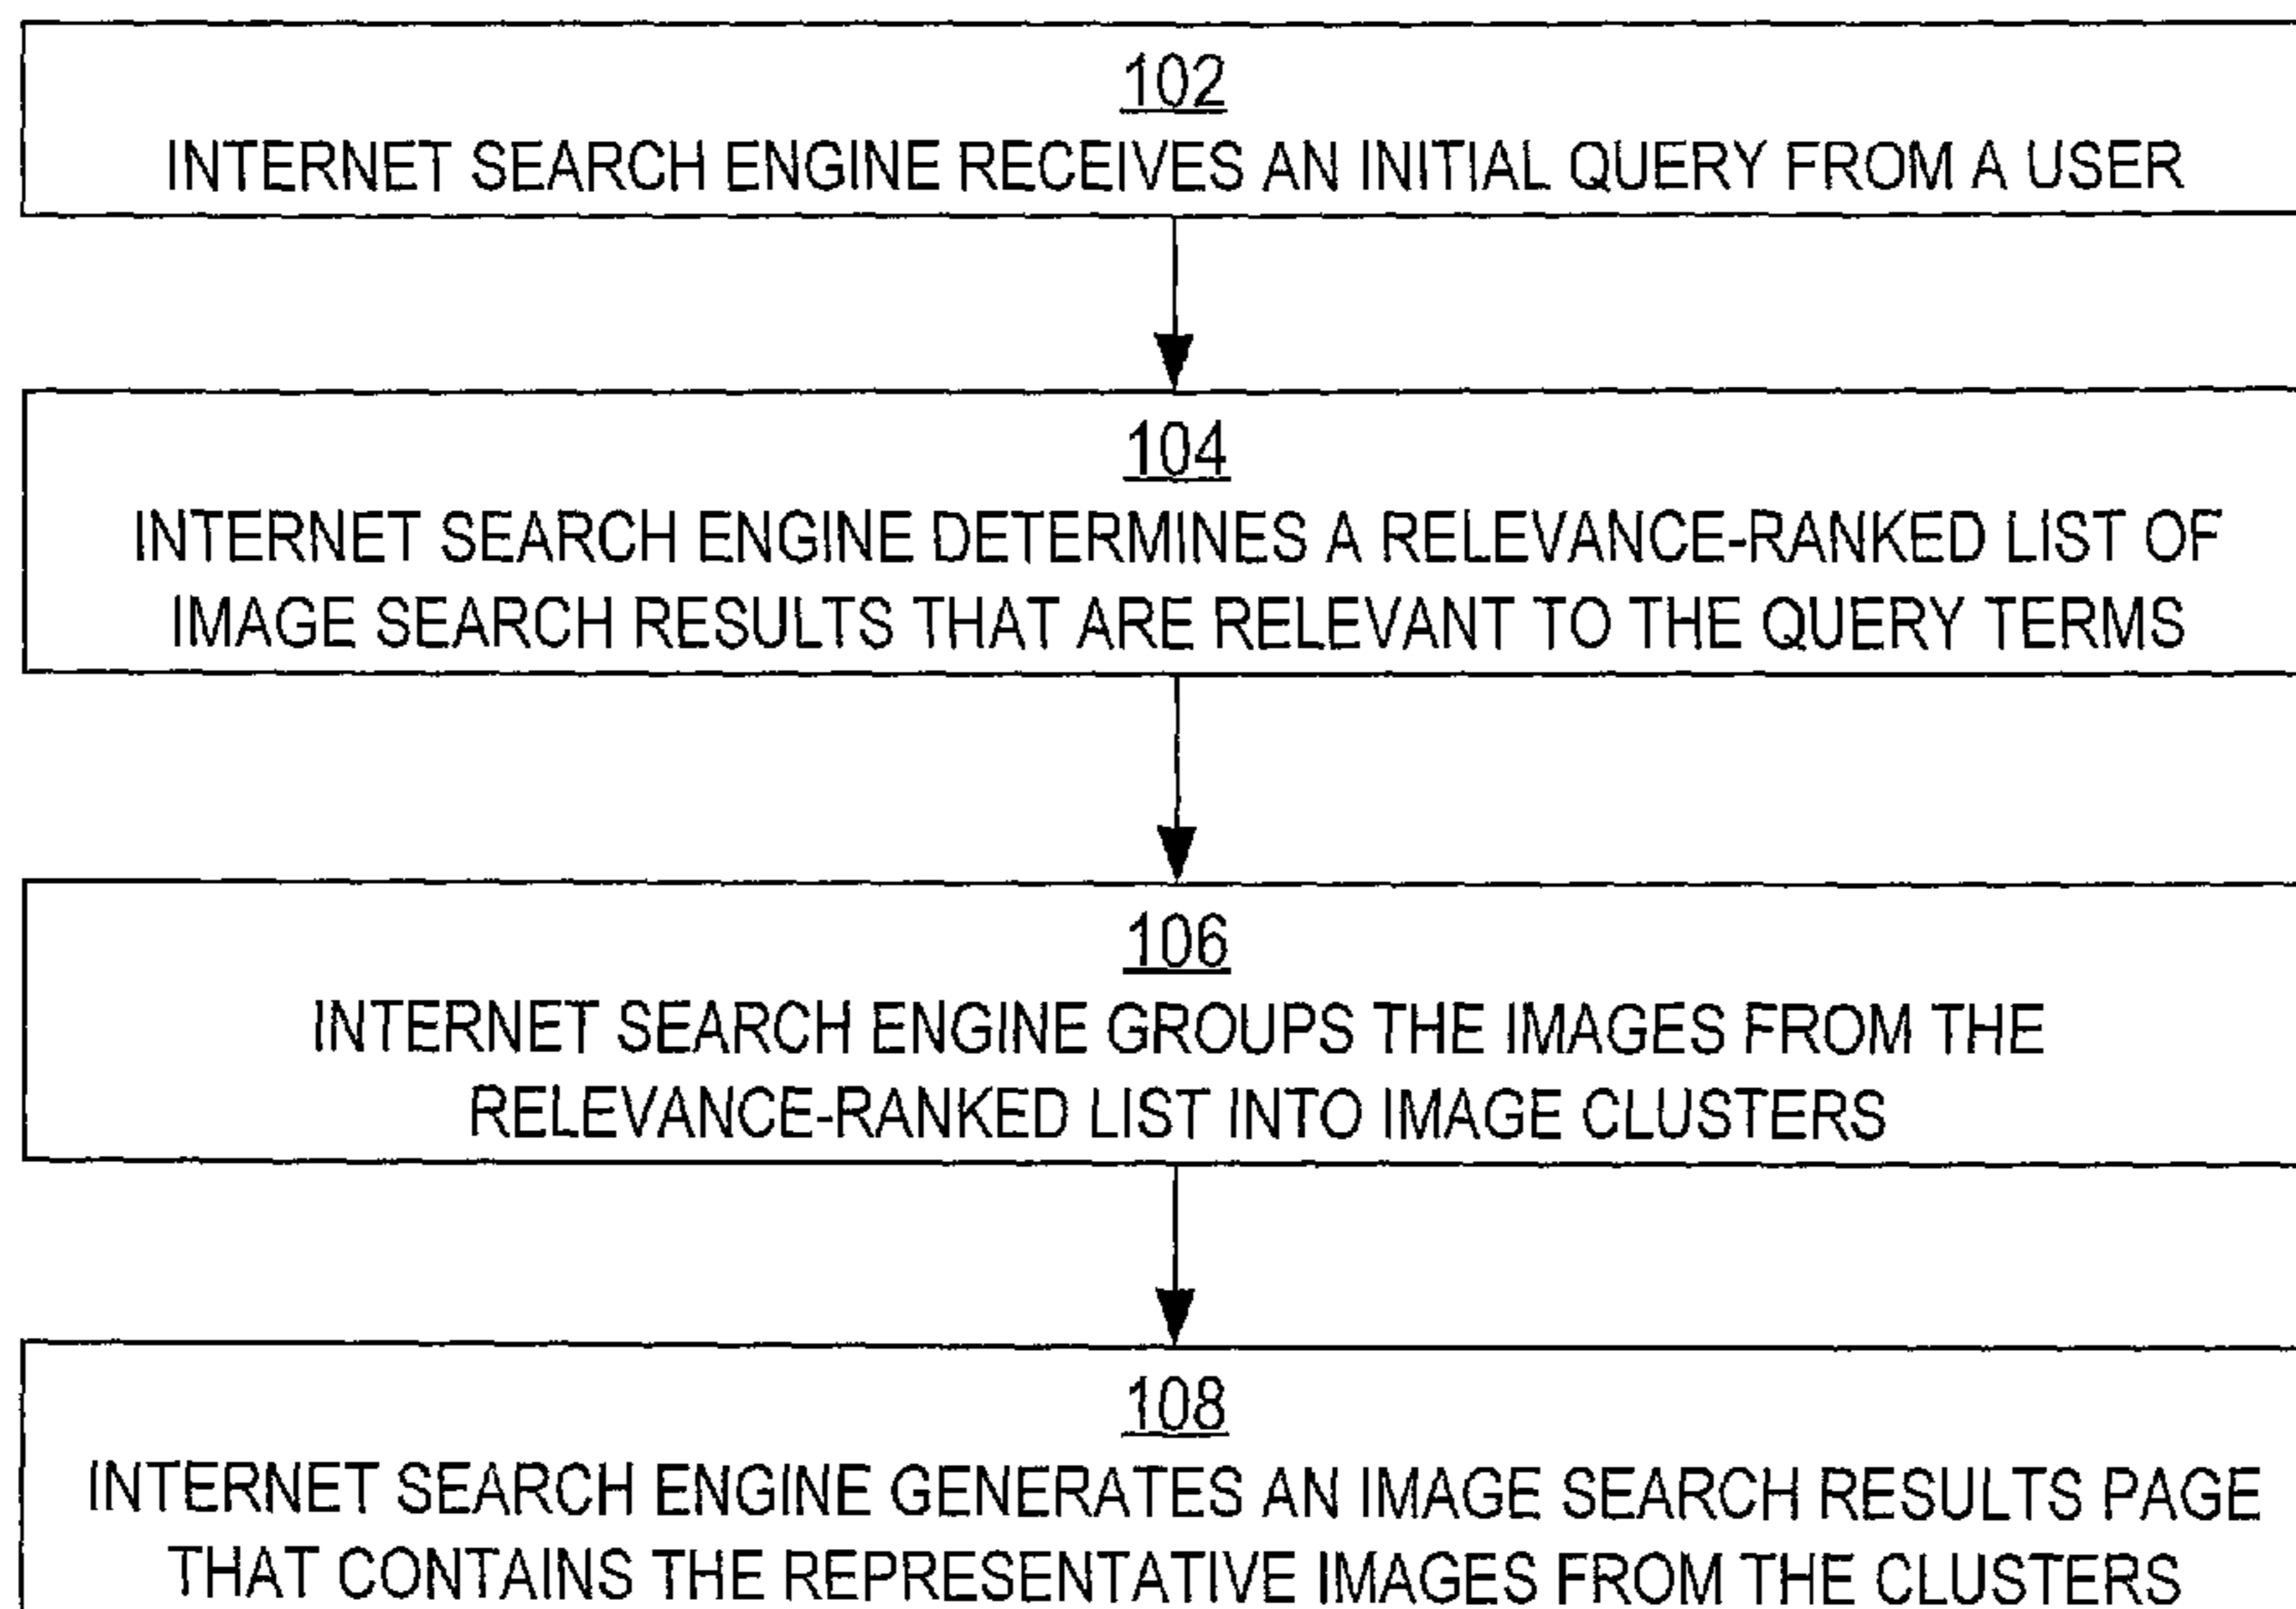 102
INTERNET SEARCH ENGINE RECEIVES AN INITIAL QUERY FROM A USER
104
INTERNET SEARCH ENGINE DETERMINES A RELEVANCE-RANKED LIST OF
IMAGE SEARCH RESULTS THAT ARE RELEVANT TO THE QUERY TERMS
106
INTERNET SEARCH ENGINE GROUPS THE IMAGES FROM THE
RELEVANCE-RANKED LIST INTO IMAGE CLUSTERS
108
INTERNET SEARCH ENGINE GENERATES AN IMAGE SEARCH RESULTS PAGE
THAT CONTAINS THE REPRESENTATIVE IMAGES FROM THE CLUSTERS